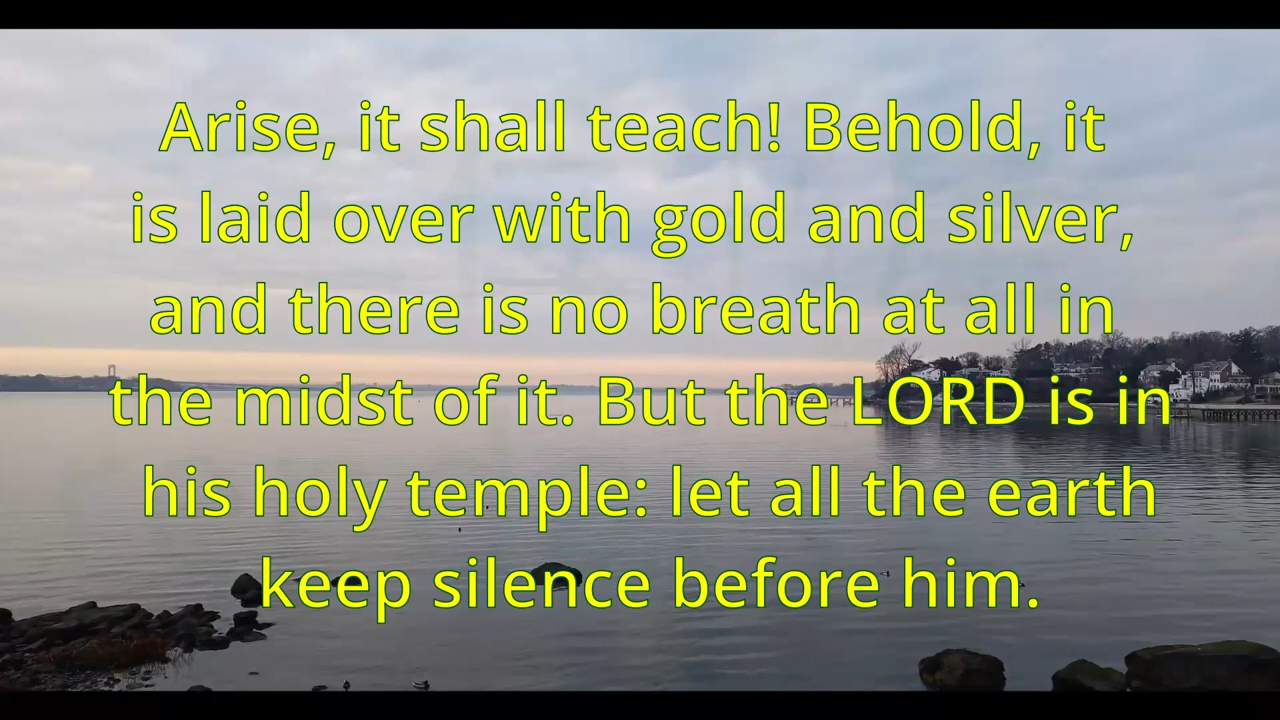 Arise, it shall teach! Behold, it
is laid over with gold and silver,
and there is no breath at all in
the midst of it. But the LORD is in
his holy temple: let all the earth
keep silence before him.